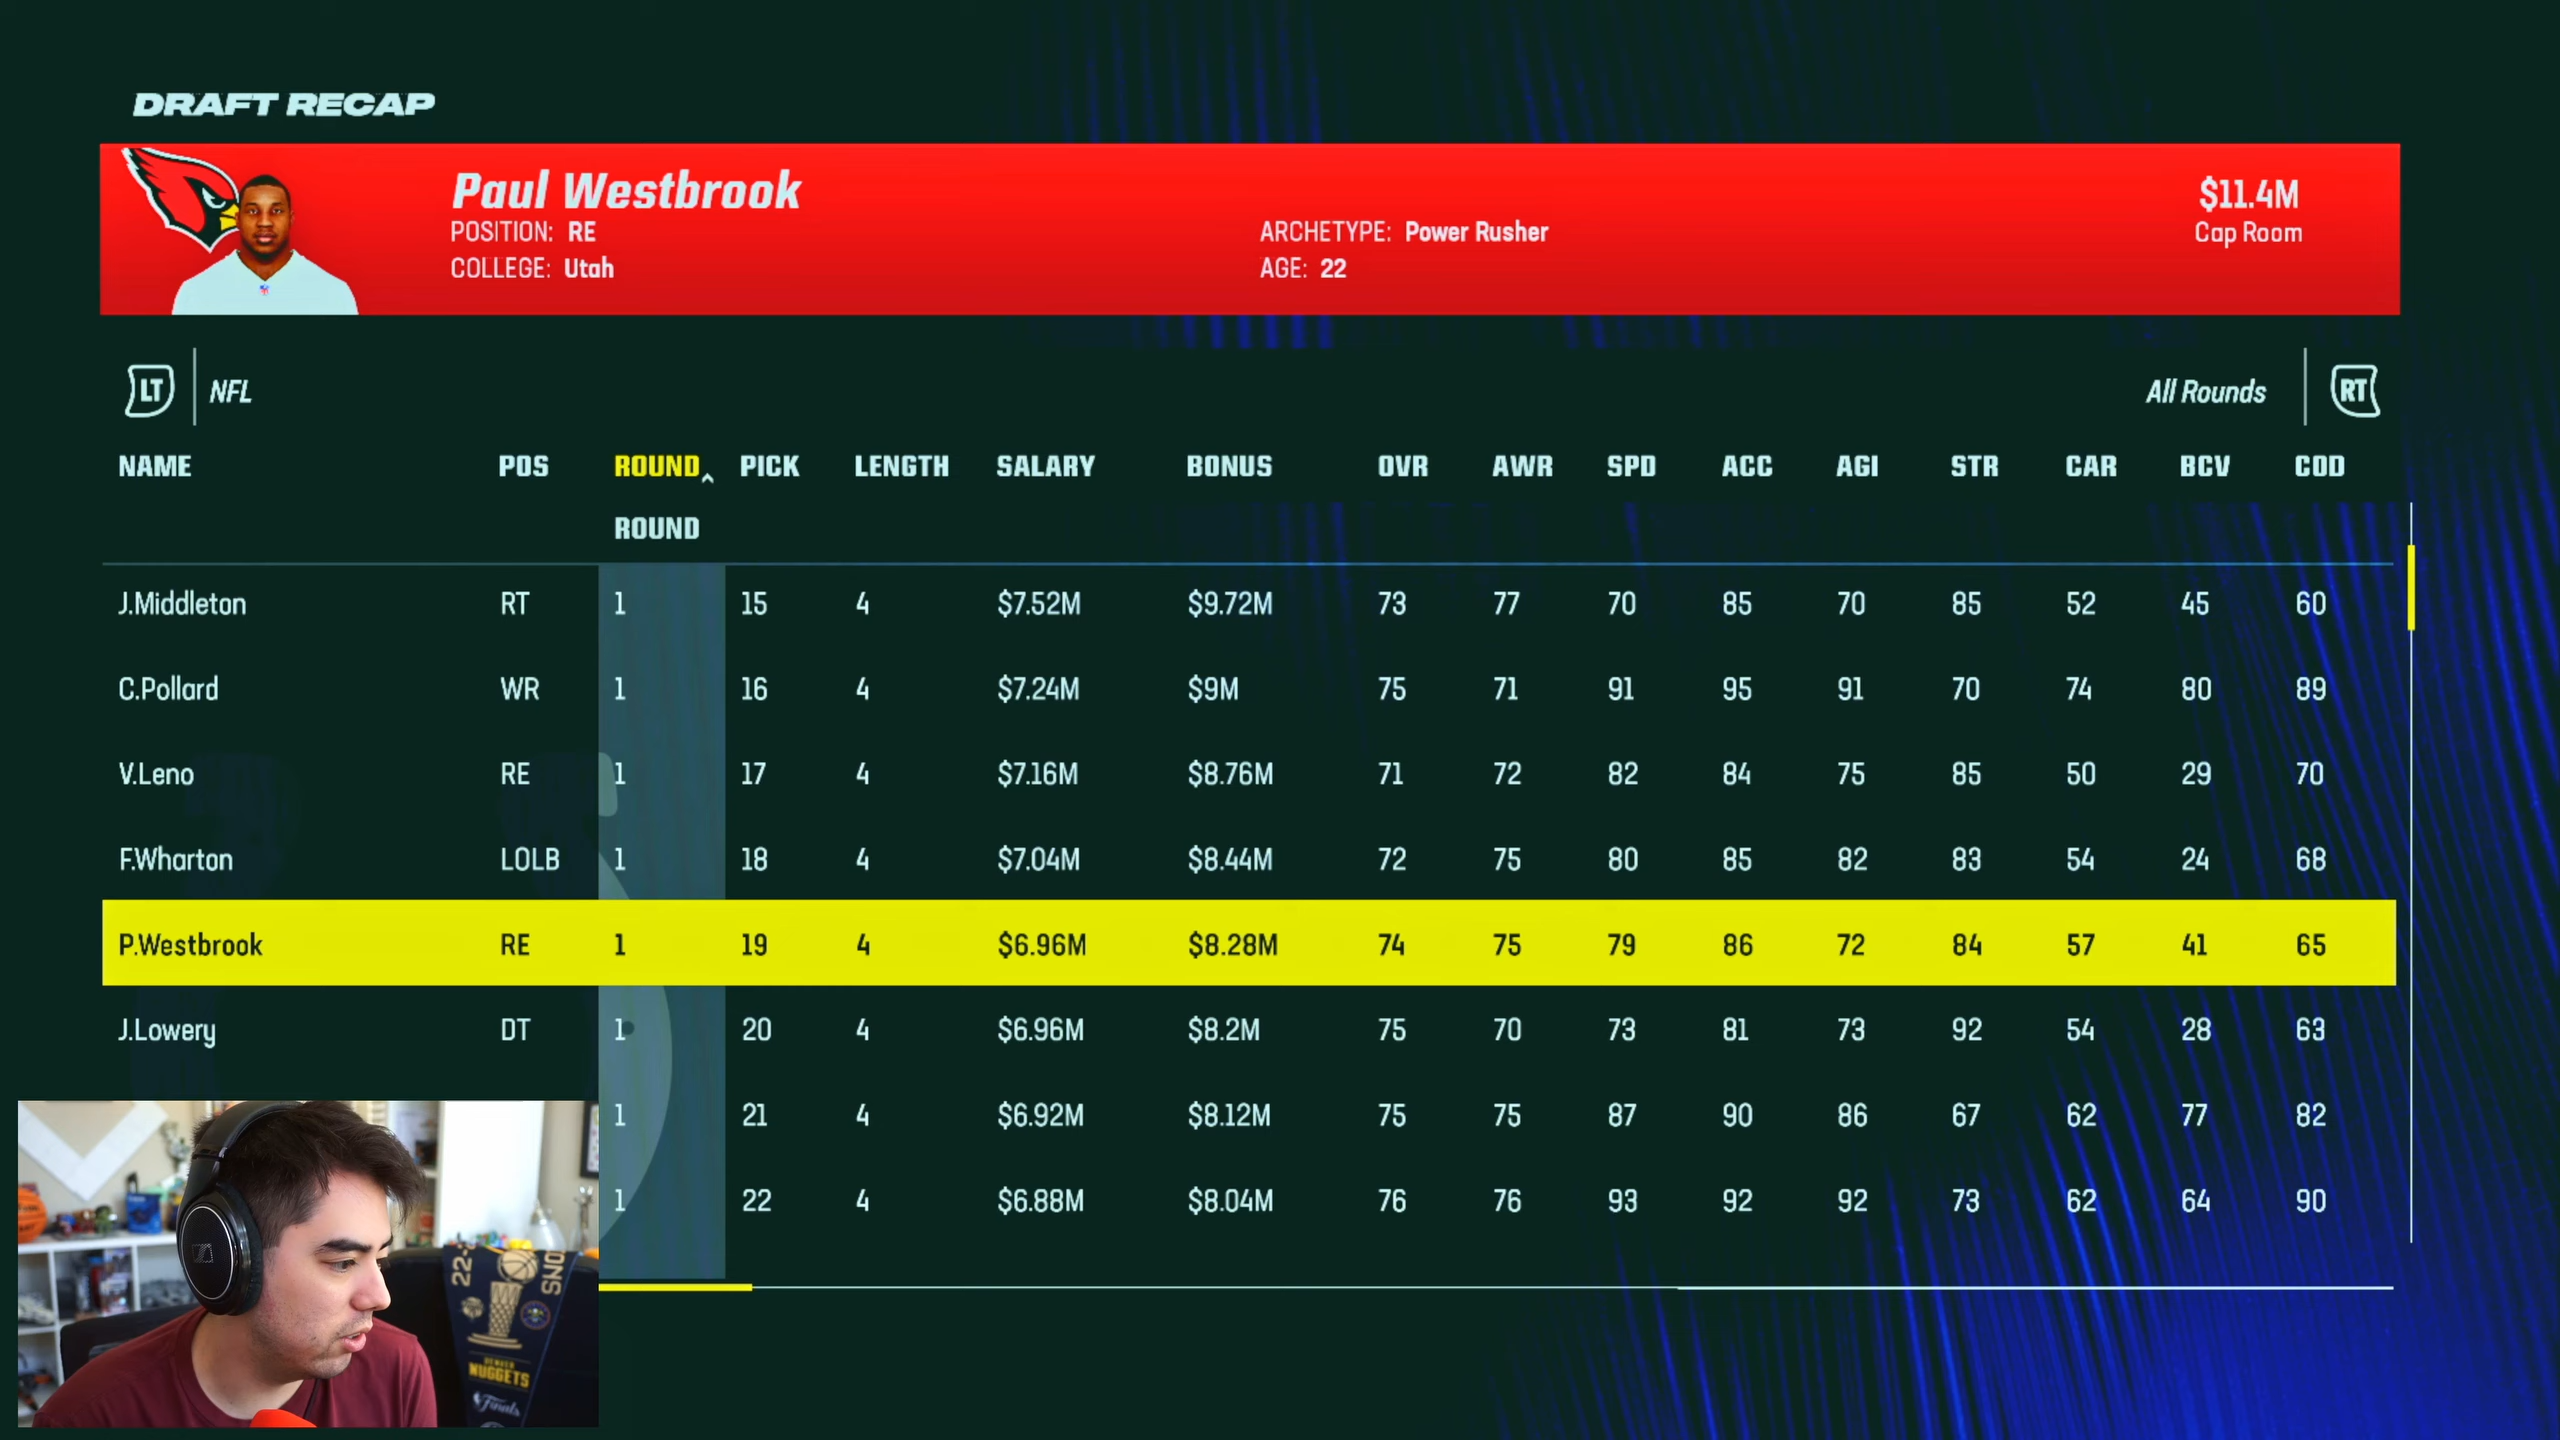 DRAFT RECAP
Paul Westbrook
POSITION: RE
COLLEGE: Utah
ARCHETYPE: Power Rusher
AGE: 22
$11.4M
Cap Room
LT NFL All Rounds RT
NAME POS ROUND PICK LENGTH SALARY BONUS OVR AWR SPD ACC AGI STR CAR BCV COD
ROUND
J.Middleton RT 1 15 4 $7.52M $9.72M 73 77 70 85 70 85 52 45 60
C.Pollard WR 1 16 4 $7.24M $9M 75 71 91 95 91 70 74 80 89
V.Leno RE 1 17 4 $7.16M $8.76M 71 72 82 84 75 85 50 29 70
F.Wharton LOLB 1 18 4 $7.04M $8.44M 72 75 80 85 82 83 54 24 68
P.Westbrook RE 1 19 4 $6.96M $8.28M 74 75 79 86 72 84 57 41 65
J.Lowery DT 1 20 4 $6.96M $8.2M 75 70 73 81 73 92 54 28 63
1 21 4 $6.92M $8.12M 75 75 87 90 86 67 62 77 82
1 22 4 $6.88M $8.04M 76 76 93 92 92 73 62 64 90
22-
ONS
DENVER
NUGGETS
Finals